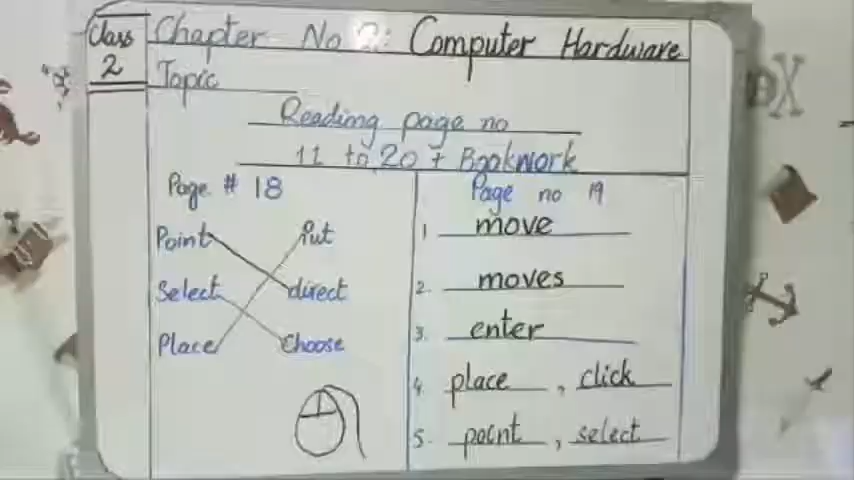 Class 2
Chapter No 2: Computer Hardware
Topic
Reading page no
11 to 20 + Bookwork
Page # 18
Point Put
Select direct
Place Choose
Page no 19
1 move
2. moves
3. enter
4. place , click
5. point , select